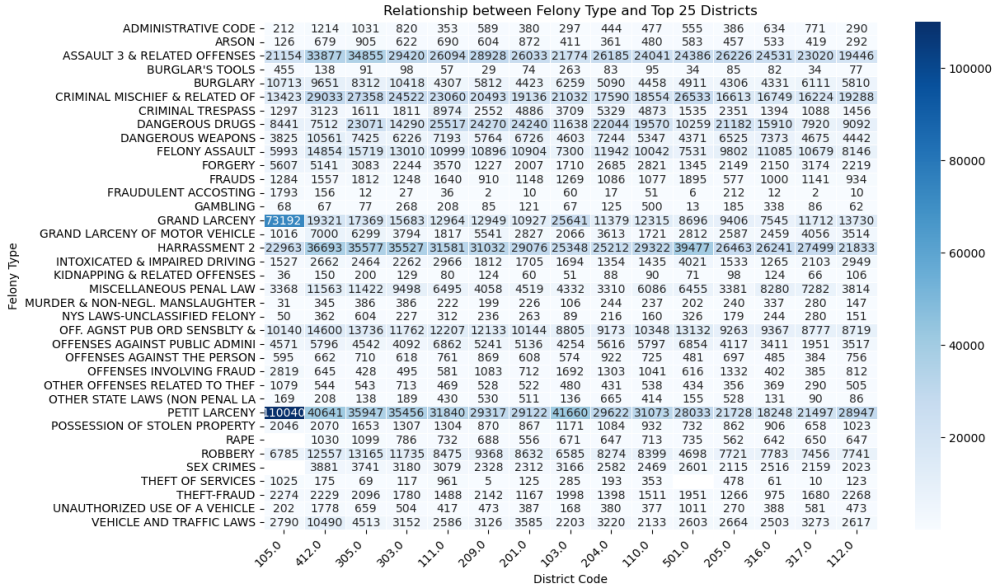 Relationship between Felony Type and Top 25 Districts
ADMINISTRATIVE CODE - 212 1214 1031 820 353 589 380 297 444 477 555 386 634 771 290
ARSON - 126 679 905 622 690 604 872 411 361 480 583 457 533 419 292
ASSAULT 3 & RELATED OFFENSES - 21154 33877 34855 29420 26094 28928 26033 21774 26185 24041 24386 26226 24531 23020 19446
BURGLAR'S TOOLS - 455 138 91 98 57 29 74 263 83 95 34 85 82 34 77
BURGLARY - 10713 9651 8312 10418 4307 5812 4423 6259 5090 4458 4911 4306 4331 6111 5810
CRIMINAL MISCHIEF & RELATED OF - 13423 29033 27358 24522 23060 20493 19136 21032 17590 18554 26533 16613 16749 16224 19288
CRIMINAL TRESPASS - 1297 3123 1611 1811 8974 2552 4886 3709 5329 4873 1535 2351 1394 1088 1456
DANGEROUS DRUGS - 8441 7512 23071 14290 25517 24270 24240 11638 22044 19570 10259 21182 15910 7920 9092
DANGEROUS WEAPONS - 3825 10561 7425 6226 7193 5764 6726 4603 7244 5347 4371 6525 7373 4675 4442
FELONY ASSAULT - 5993 14854 15719 13010 10999 10896 10904 7300 11942 10042 7531 9802 11085 10679 8146
FORGERY - 5607 5141 3083 2244 3570 1227 2007 1710 2685 2821 1345 2149 2150 3174 2219
FRAUDS - 1284 1557 1812 1248 1640 910 1148 1269 1086 1077 1895 577 1000 1141 934
FRAUDULENT ACCOSTING - 1793 156 12 27 36 2 10 60 17 51 6 212 12 2 10
GAMBLING - 68 67 77 268 208 85 121 67 125 500 13 185 338 86 62
GRAND LARCENY - 73192 19321 17369 15683 12964 12949 10927 25641 11379 12315 8696 9406 7545 11712 13730
GRAND LARCENY OF MOTOR VEHICLE - 1016 7000 6299 3794 1817 5541 2827 2066 3613 1721 2812 2587 2459 4056 3514
HARRASSMENT 2 - 22963 36693 35577 35527 31581 31032 29076 25348 25212 29322 39477 26463 26241 27499 21833
INTOXICATED & IMPAIRED DRIVING - 1527 2662 2464 2262 2966 1812 1705 1694 1354 1435 4021 1533 1265 2103 2949
KIDNAPPING & RELATED OFFENSES - 36 150 200 129 80 124 60 51 88 90 71 98 124 66 106
MISCELLANEOUS PENAL LAW - 3368 11563 11422 9498 6495 4058 4519 4332 3310 6086 6455 3381 8280 7282 3814
MURDER & NON-NEGL. MANSLAUGHTER - 31 345 386 386 222 199 226 106 244 237 202 240 337 280 147
NYS LAWS-UNCLASSIFIED FELONY - 50 362 604 227 312 236 263 89 216 160 326 179 244 280 151
OFF. AGNST PUB ORD SENSBLTY & - 10140 14600 13736 11762 12207 12133 10144 8805 9173 10348 13132 9263 9367 8777 8719
OFFENSES AGAINST PUBLIC ADMINI - 4571 5796 4542 4092 6862 5241 5136 4254 5616 5797 6854 4117 3411 1951 3517
OFFENSES AGAINST THE PERSON - 595 662 710 618 761 869 608 574 922 725 481 697 485 384 756
OFFENSES INVOLVING FRAUD - 2819 645 428 495 581 1083 712 1692 1303 1041 616 1332 402 385 812
OTHER OFFENSES RELATED TO THEF - 1079 544 543 713 469 528 522 480 431 538 434 356 369 290 505
OTHER STATE LAWS (NON PENAL LA - 169 208 138 189 430 530 511 136 665 414 155 528 131 90 86
PETIT LARCENY - 110040 40641 35947 35456 31840 29317 29122 41660 29622 31073 28033 21728 18248 21497 28947
POSSESSION OF STOLEN PROPERTY - 2046 2070 1653 1307 1304 870 867 1171 1084 932 732 862 906 658 1023
RAPE - 1030 1099 786 732 688 556 671 647 713 735 562 642 650 647
ROBBERY - 6785 12557 13165 11735 8475 9368 8632 6585 8274 8399 4698 7721 7783 7456 7741
SEX CRIMES - 3881 3741 3180 3079 2328 2312 3166 2582 2469 2601 2115 2516 2159 2023
THEFT OF SERVICES - 1025 175 69 117 961 5 125 285 193 353 478 61 10 123
THEFT-FRAUD - 2274 2229 2096 1780 1488 2142 1167 1998 1398 1511 1951 1266 975 1680 2268
UNAUTHORIZED USE OF A VEHICLE - 202 1778 659 504 417 473 387 168 380 377 1011 270 388 581 473
VEHICLE AND TRAFFIC LAWS - 2790 10490 4513 3152 2586 3126 3585 2203 3220 2133 2603 2664 2503 3273 2617
105.0 412.0 305.0 303.0 111.0 209.0 201.0 103.0 204.0 110.0 501.0 205.0 316.0 317.0 112.0
District Code
Felony Type
100000
80000
60000
40000
20000